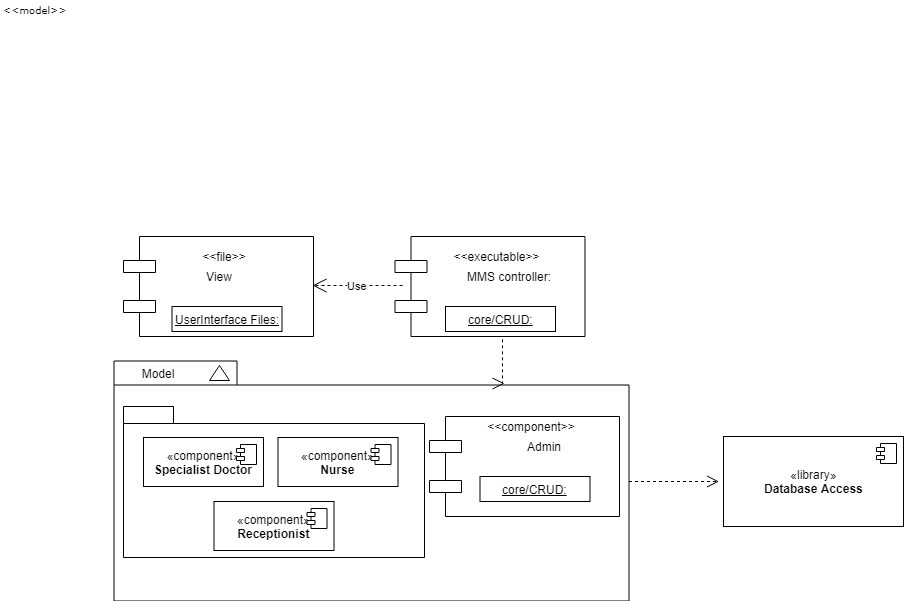 <<model>>
<<file>>
View
UserInterface Files:
Use
<<executable>>
MMS controller:
core/CRUD:
Model
«component»
Specialist Doctor
«component»
Nurse
«component»
Receptionist
<<component>>
Admin
core/CRUD:
«library»
Database Access